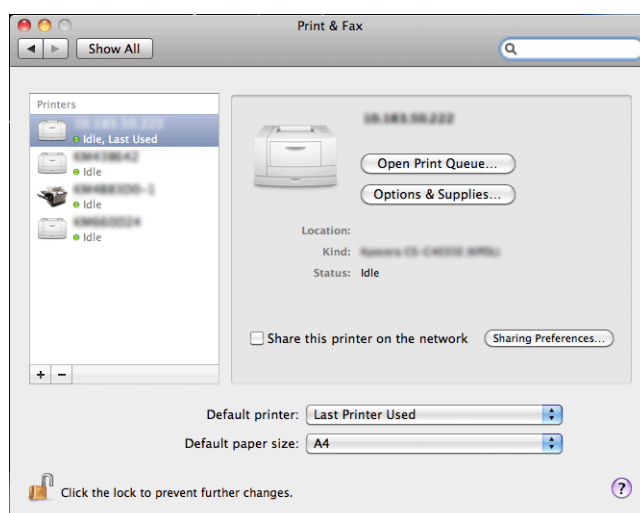 Print & Fax
Show All
Printers
Idle, Last Used
Idle
Idle
Idle
Open Print Queue...
Options & Supplies...
Location:
Kind:
Status: Idle
Share this printer on the network
Sharing Preferences...
+ −
Default printer: Last Printer Used
Default paper size: A4
Click the lock to prevent further changes.
?